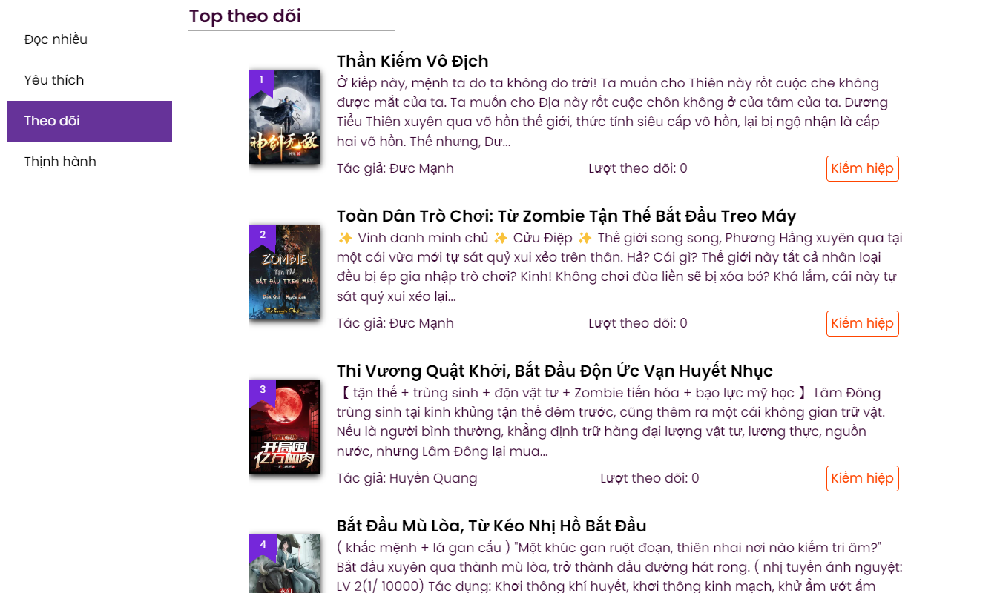 Top theo dõi
Đọc nhiều
Yêu thích
Theo dõi
Thịnh hành
1
神剑无敌
Thần Kiếm Vô Địch
Ở kiếp này, mệnh ta do ta không do trời! Ta muốn cho Thiên này rốt cuộc che không
được mắt của ta. Ta muốn cho Địa này rốt cuộc chôn không ở của tâm của ta. Dương
Tiểu Thiên xuyên qua võ hồn thế giới, thức tỉnh siêu cấp võ hồn, lại bị ngộ nhận là cấp
hai võ hồn. Thế nhưng, Dư...
Tác giả: Đưc Mạnh
Lượt theo dõi: 0
Kiếm hiệp
2
Từ
ZOMBIE
Tận Thế
BẮT ĐẦU TREO MÁY
Toàn Dân Trò Chơi: Từ Zombie Tận Thế Bắt Đầu Treo Máy
✨ Vinh danh minh chủ ✨ Cửu Điệp ✨ Thế giới song song, Phương Hằng xuyên qua tại
một cái vừa mới tự sát quỷ xui xẻo trên thân. Hả? Cái gì? Thế giới này tất cả nhân loại
đều bị ép gia nhập trò chơi? Kinh! Không chơi đùa liền sẽ bị xóa bỏ? Khá lắm, cái này tự
sát quỷ xui xẻo lại...
Tác giả: Đưc Mạnh
Lượt theo dõi: 0
Kiếm hiệp
3
开局囤
亿万血肉
Thi Vương Quật Khởi, Bắt Đầu Độn Ức Vạn Huyết Nhục
【 tận thế + trùng sinh + độn vật tư + Zombie tiến hóa + bạo lực mỹ học 】 Lâm Đông
trùng sinh tại kinh khủng tận thế đêm trước, cũng thêm ra một cái không gian trữ vật.
Nếu là người bình thường, khẳng định trữ hàng đại lượng vật tư, lương thực, nguồn
nước, nhưng Lâm Đông lại mua...
Tác giả: Huyền Quang
Lượt theo dõi: 0
Kiếm hiệp
4
Bắt Đầu Mù Lòa, Từ Kéo Nhị Hồ Bắt Đầu
( khắc mệnh + lá gan cẩu ) "Một khúc gan ruột đoạn, thiên nhai nơi nào kiếm tri âm?"
Bắt đầu xuyên qua thành mù lòa, trở thành đầu đường hát rong. ( nhị tuyền ánh nguyệt:
LV 2(1/ 10000) Tác dụng: Khơi thông khí huyết, khơi thông kinh mạch, khử ẩm ướt ấm